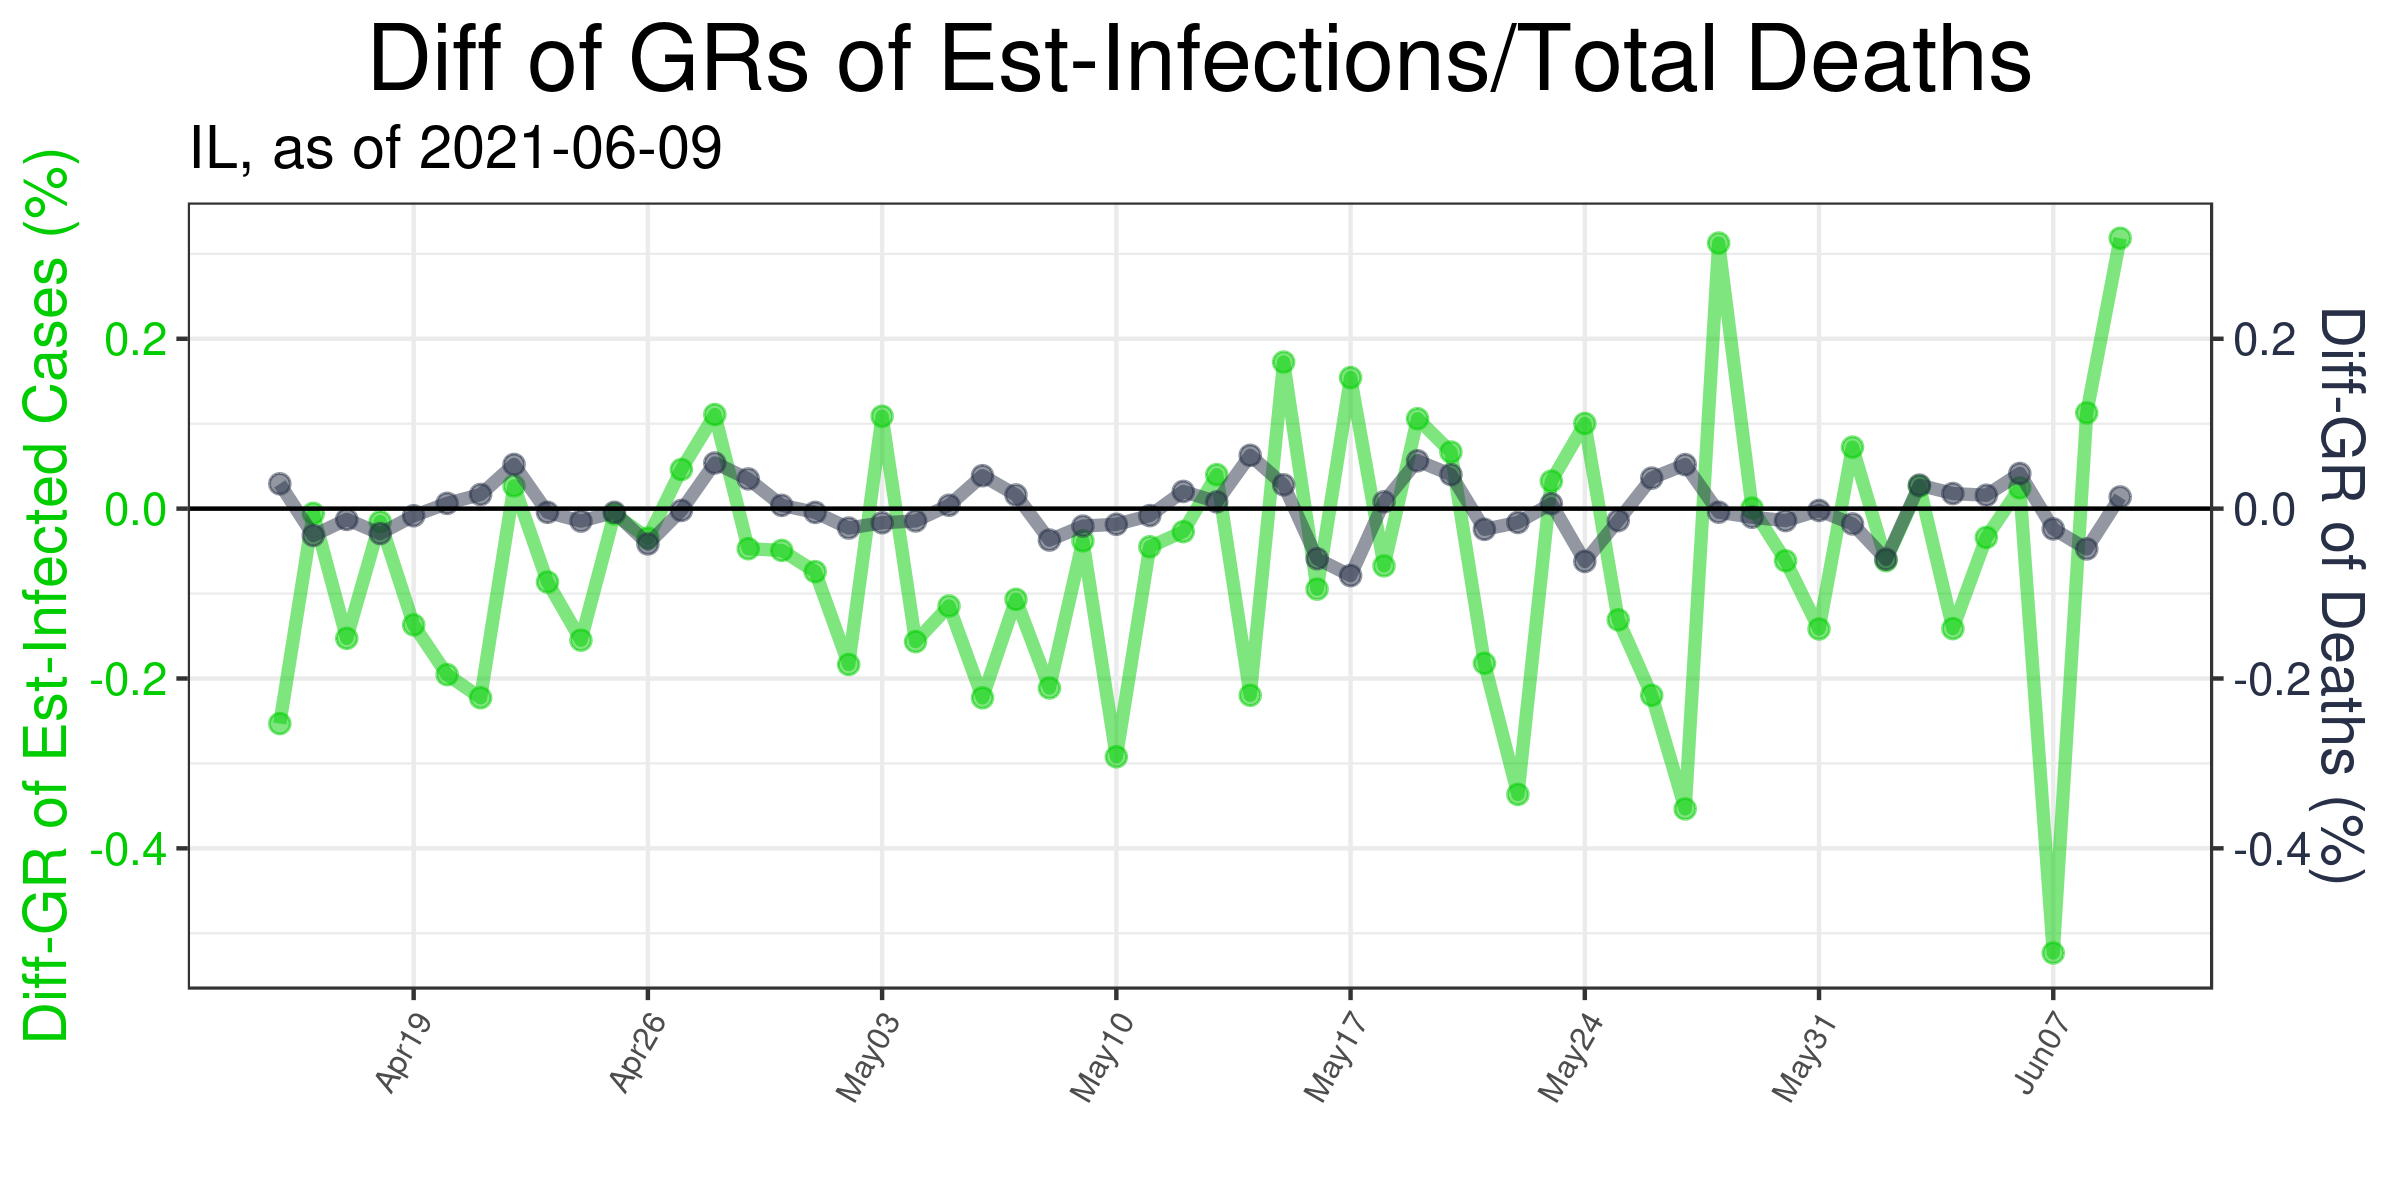 Diff of GRs of Est-Infections/Total Deaths
IL, as of 2021-06-09
Diff-GR of Est-Infected Cases (%)
0.2
0.0
-0.2
-0.4
0.2
0.0
-0.2
-0.4
Diff-GR of Deaths (%)
Apr19
Apr26
May03
May10
May17
May24
May31
Jun07